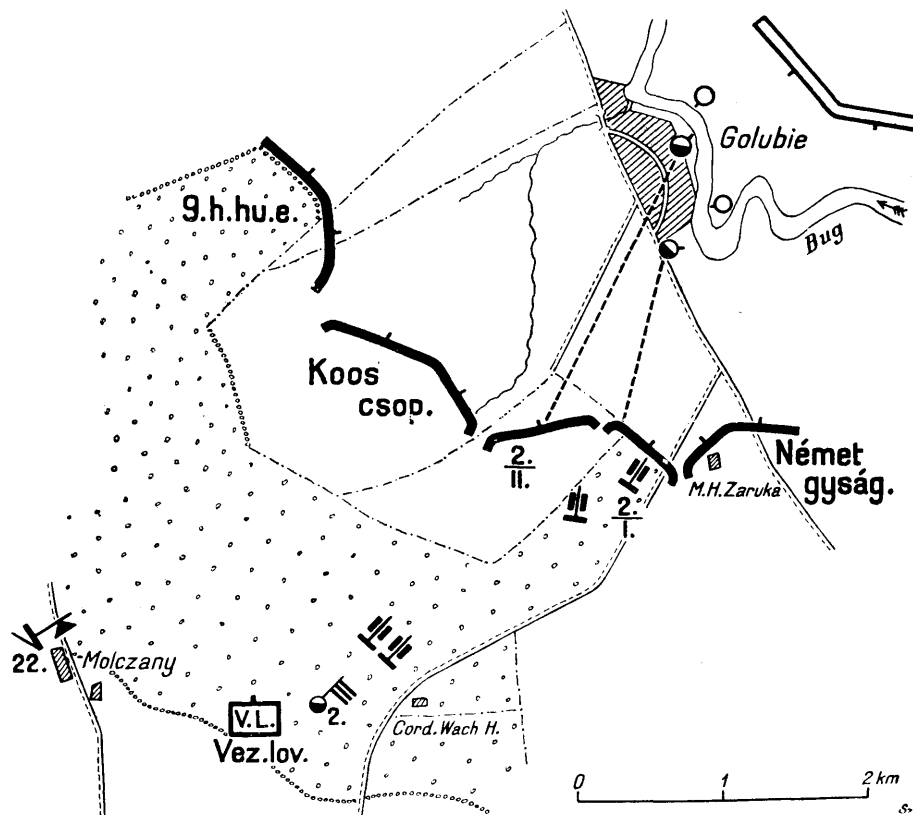 Golubie
9.h.hu.e.
Bug
Koos
csop.
2.
II.
Német
gyság.
M.H.Zaruka
2.
I.
22.
Molczany
V.L.
2.
Vez.lov.
Cord.Wach H.
0 1 2 km